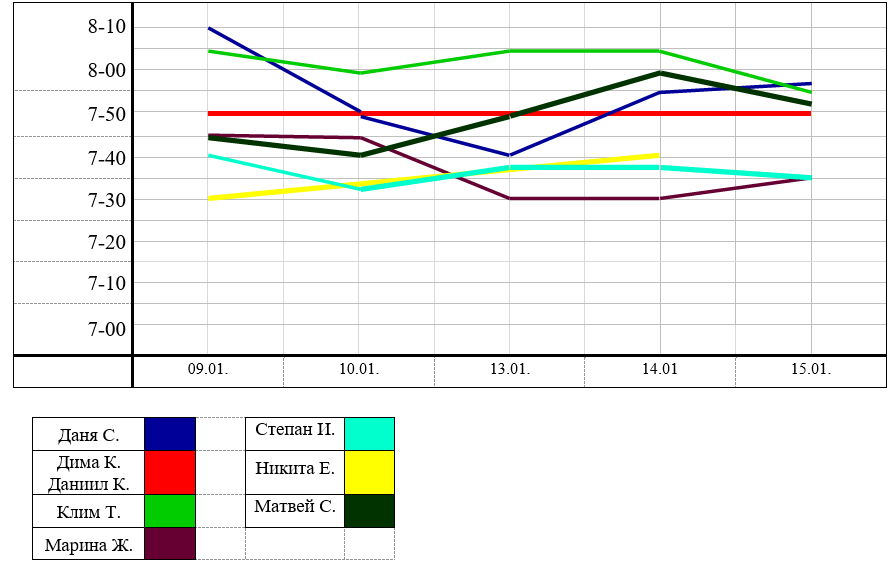 8-10
8-00
7-50
7-40
7-30
7-20
7-10
7-00
09.01. 10.01. 13.01. 14.01 15.01.
Даня С.
Степан И.
Дима К.
Даниил К.
Никита Е.
Клим Т.
Матвей С.
Марина Ж.